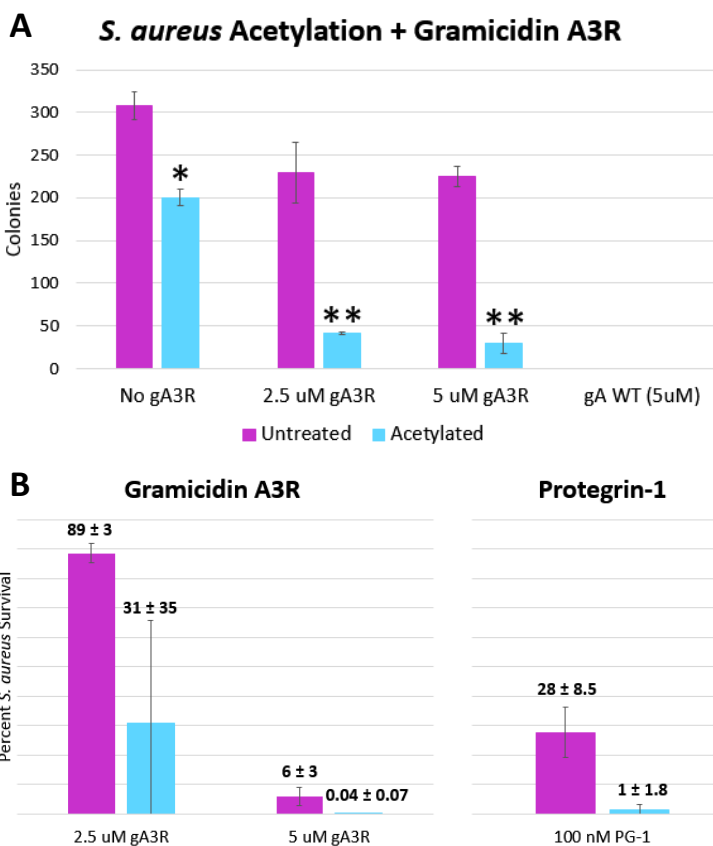 A
S. aureus Acetylation + Gramicidin A3R
350
300
250
200
150
100
50
0
Colonies
*
**
**
No gA3R 2.5 uM gA3R 5 uM gA3R gA WT (5uM)
Untreated Acetylated
B
Gramicidin A3R Protegrin-1
Percent S. aureus Survival
89 ± 3
31 ± 35
6 ± 3
0.04 ± 0.07
28 ± 8.5
1 ± 1.8
2.5 uM gA3R 5 uM gA3R 100 nM PG-1